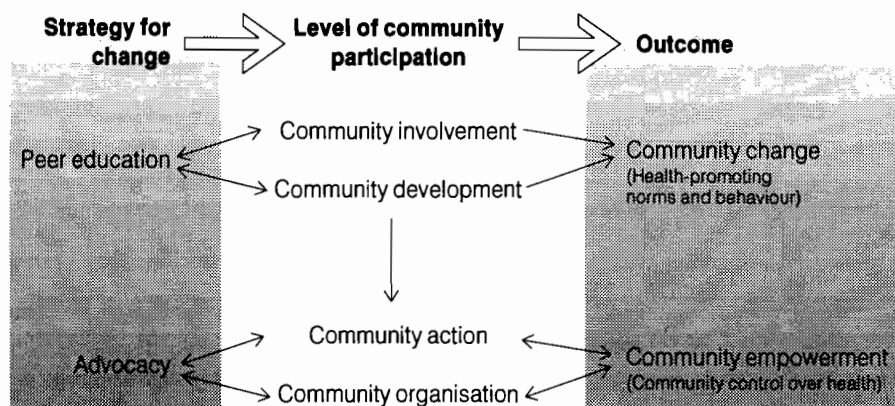 Strategy for
change
Level of community
participation
Outcome
Community involvement
Peer education
Community development
Community change
(Health-promoting
norms and behaviour)
Community action
Advocacy
Community organisation
Community empowerment
(Community control over health)